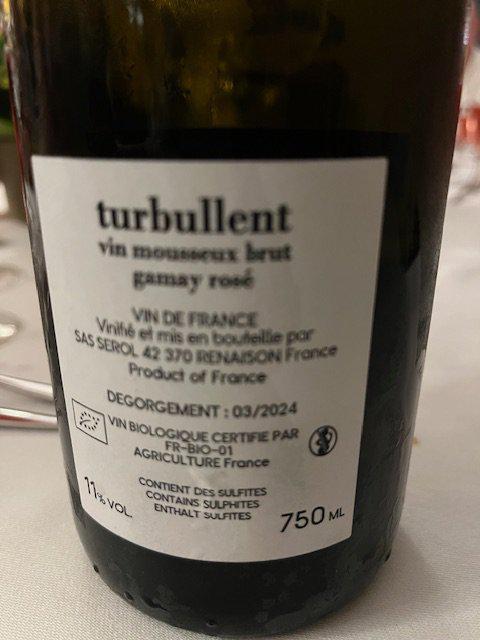 turbullent
vin mousseux brut
gamay rosé
VIN DE FRANCE
Vinifié et mis en bouteille par
SAS SEROL 42 370 RENAISON France
Product of France
DEGORGEMENT : 03/2024
VIN BIOLOGIQUE CERTIFIE PAR
FR-BIO-01
AGRICULTURE France
CONTIENT DES SULFITES
CONTAINS SULPHITES
ENTHALT SULFITES
11% VOL.
750 ML